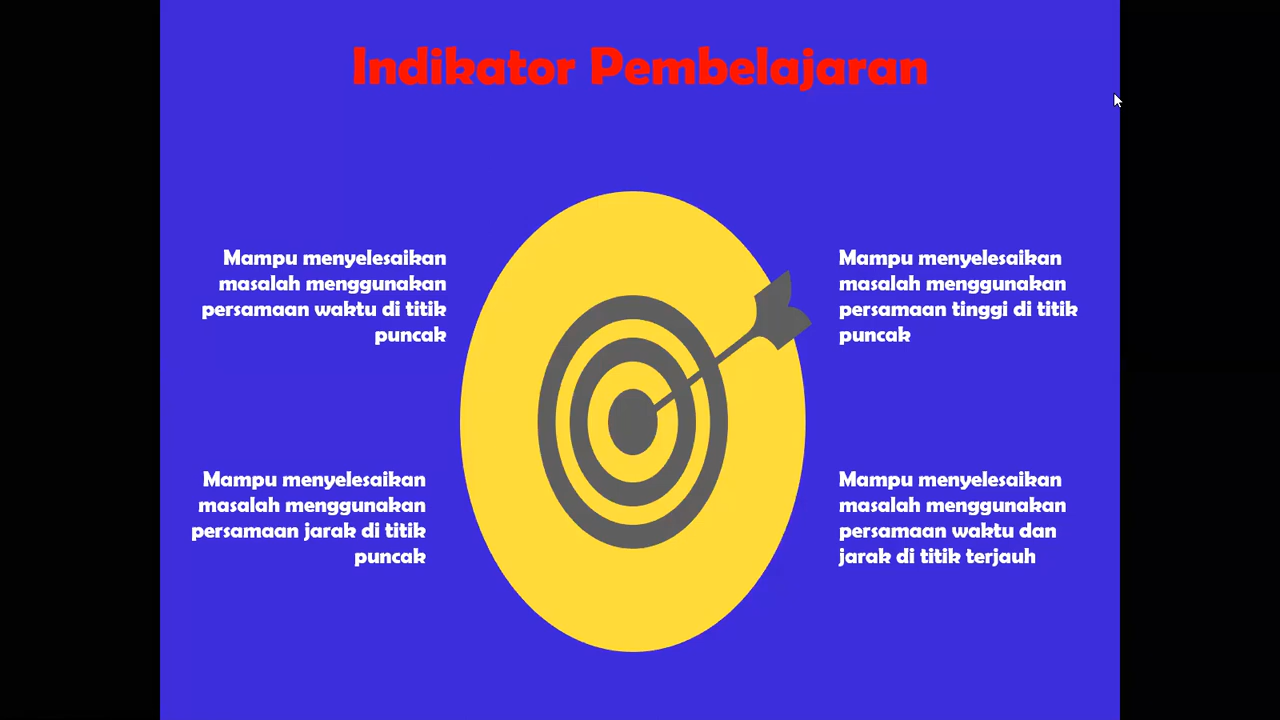 Indikator Pembelajaran
Mampu menyelesaikan
masalah menggunakan
persamaan waktu di titik
puncak
Mampu menyelesaikan
masalah menggunakan
persamaan tinggi di titik
puncak
Mampu menyelesaikan
masalah menggunakan
persamaan jarak di titik
puncak
Mampu menyelesaikan
masalah menggunakan
persamaan waktu dan
jarak di titik terjauh